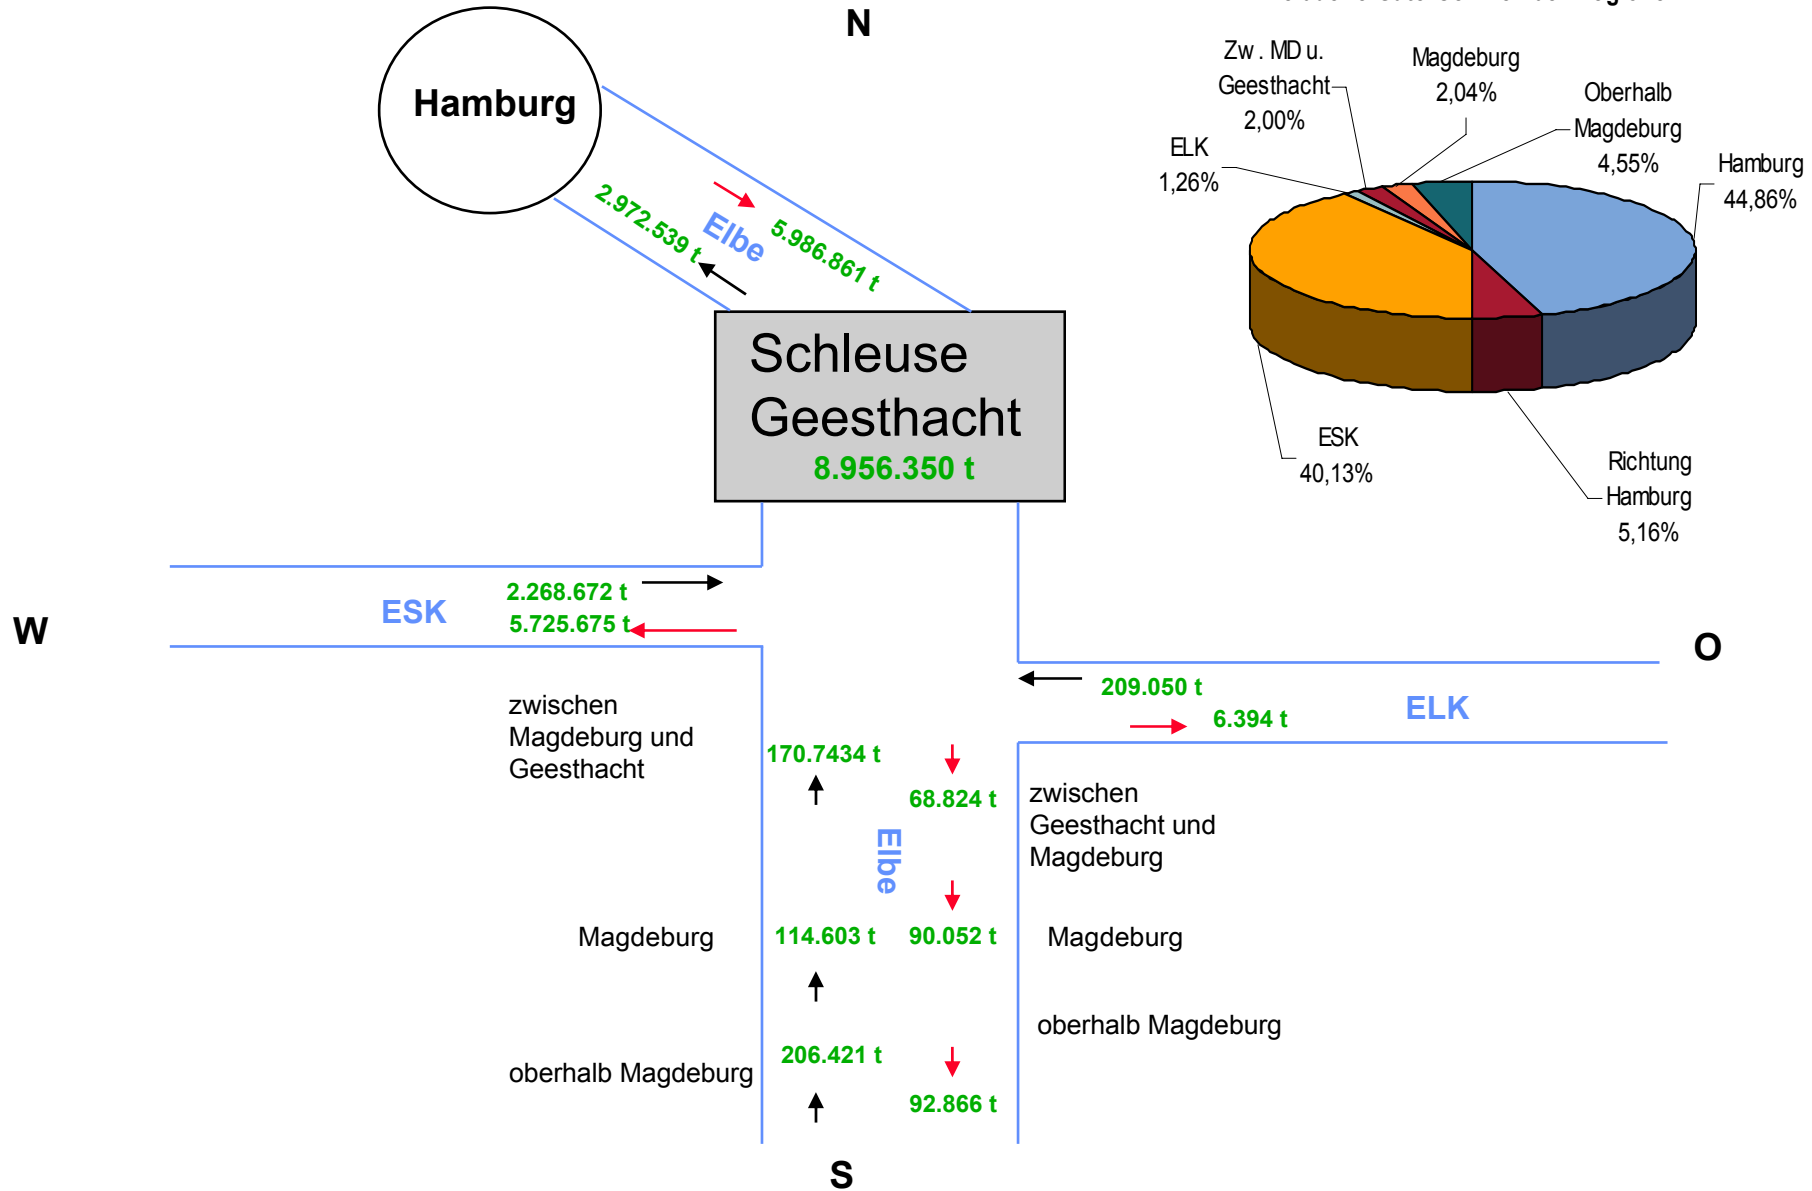 N
Hamburg
2.972.539 t
Elbe
5.986.861 t
Schleuse
Geesthacht
8.956.350 t
Zw . MD u.
Geesthacht
2,00%
Magdeburg
2,04%
Oberhalb
Magdeburg
4,55%
ELK
1,26%
Hamburg
44,86%
ESK
40,13%
Richtung
Hamburg
5,16%
W
ESK
2.268.672 t
5.725.675 t
O
209.050 t
6.394 t
ELK
zwischen
Magdeburg und
Geesthacht
170.7434 t
68.824 t
zwischen
Geesthacht und
Magdeburg
Elbe
Magdeburg
114.603 t
90.052 t
Magdeburg
oberhalb Magdeburg
206.421 t
oberhalb Magdeburg
92.866 t
S